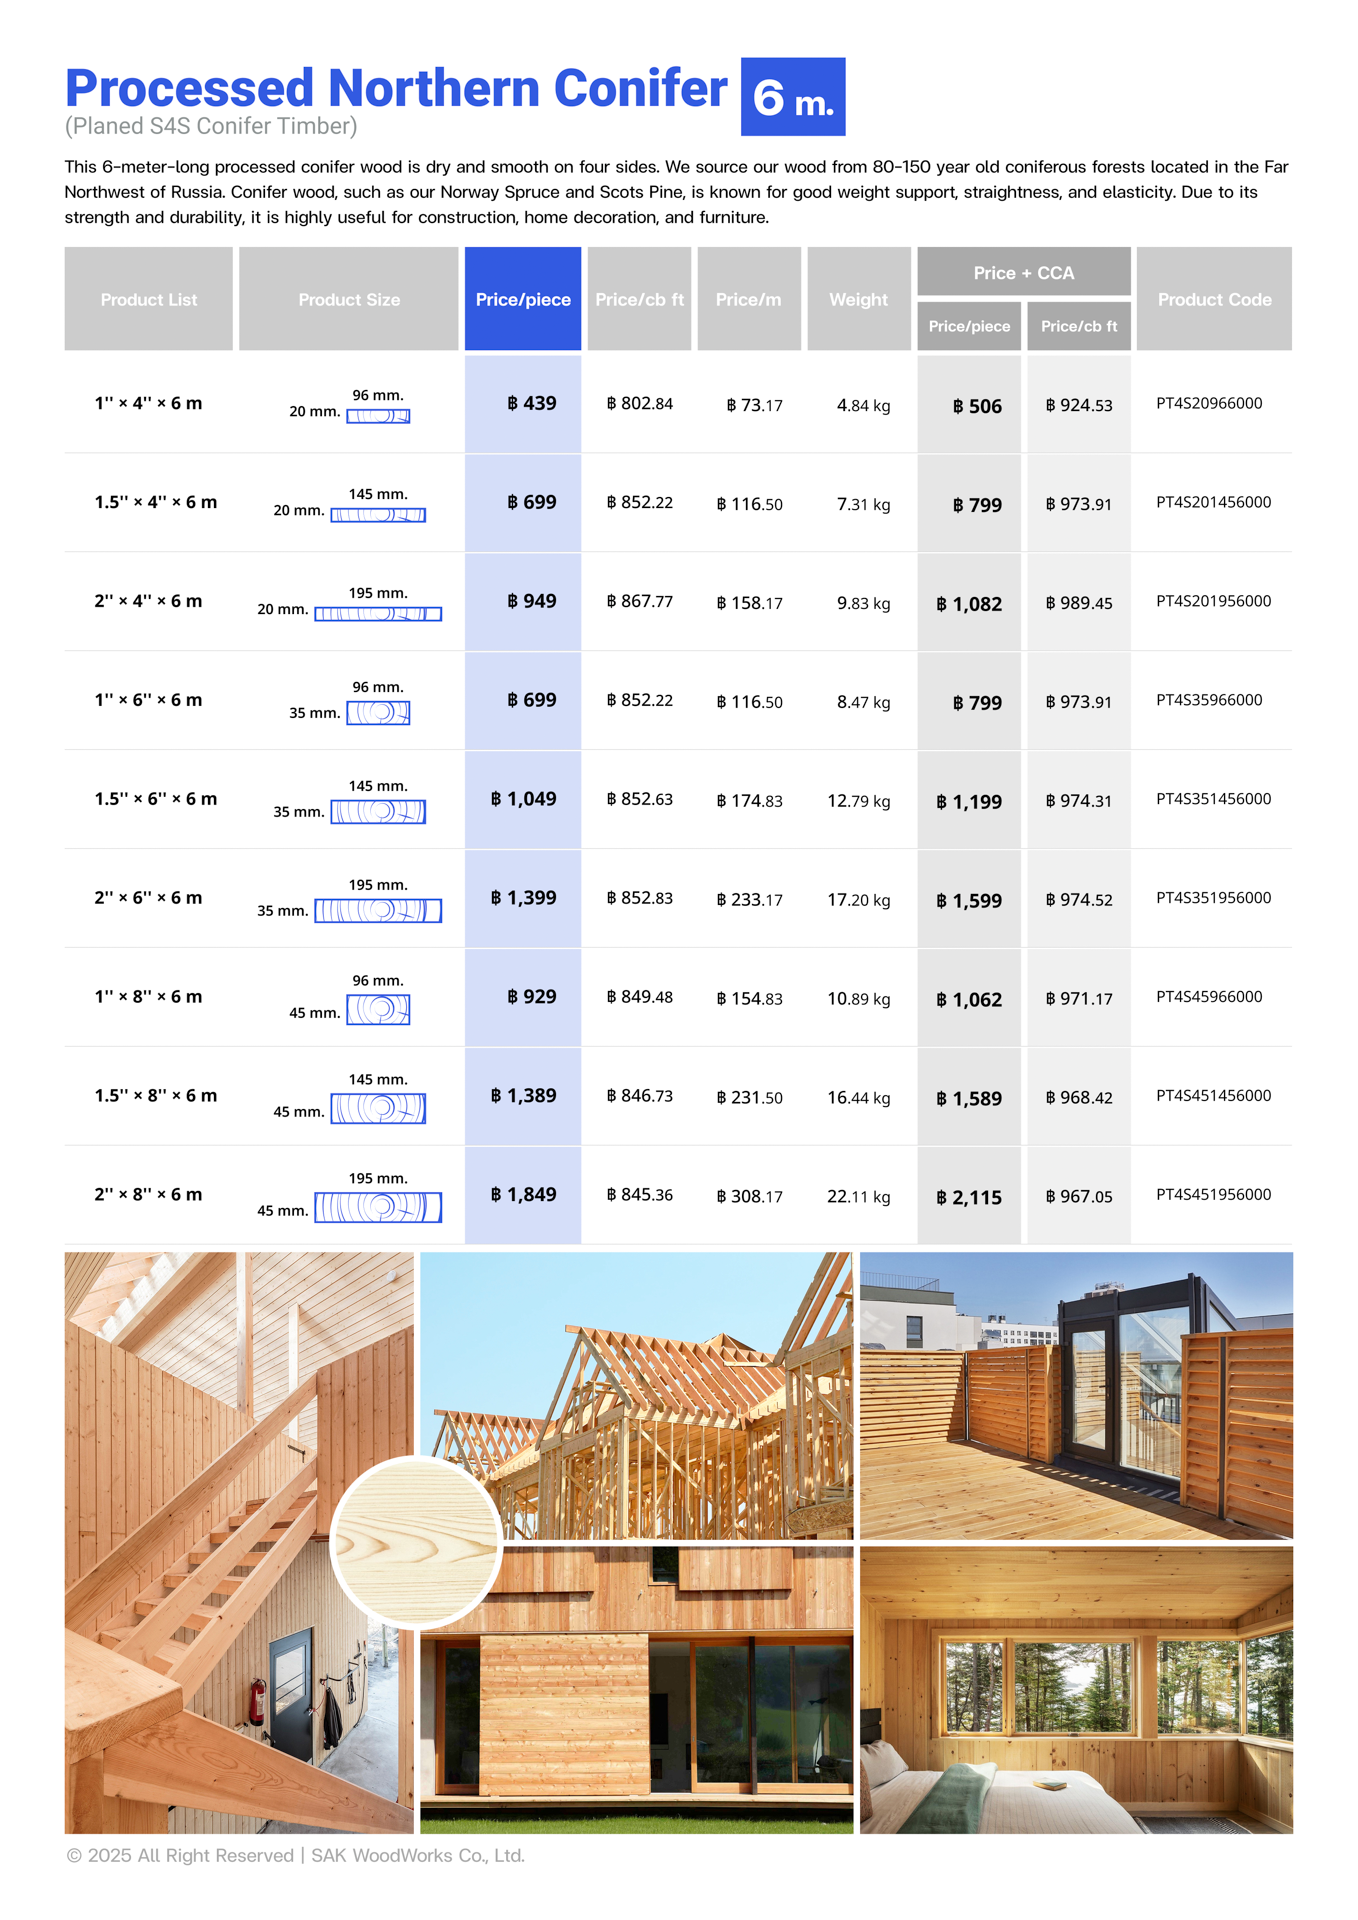 Processed Northern Conifer 6 m.
(Planed S4S Conifer Timber)
This 6-meter-long processed conifer wood is dry and smooth on four sides. We source our wood from 80-150 year old coniferous forests located in the Far
Northwest of Russia. Conifer wood, such as our Norway Spruce and Scots Pine, is known for good weight support, straightness, and elasticity. Due to its
strength and durability, it is highly useful for construction, home decoration, and furniture.
Product List Product Size Price/piece Price/cb ft Price/m Weight Price + CCA Product Code
Price/piece Price/cb ft
1'' × 4'' × 6 m 96 mm. 20 mm. ฿ 439 ฿ 802.84 ฿ 73.17 4.84 kg ฿ 506 ฿ 924.53 PT4S20966000
1.5'' × 4'' × 6 m 145 mm. 20 mm. ฿ 699 ฿ 852.22 ฿ 116.50 7.31 kg ฿ 799 ฿ 973.91 PT4S201456000
2'' × 4'' × 6 m 195 mm. 20 mm. ฿ 949 ฿ 867.77 ฿ 158.17 9.83 kg ฿ 1,082 ฿ 989.45 PT4S201956000
1'' × 6'' × 6 m 96 mm. 35 mm. ฿ 699 ฿ 852.22 ฿ 116.50 8.47 kg ฿ 799 ฿ 973.91 PT4S35966000
1.5'' × 6'' × 6 m 145 mm. 35 mm. ฿ 1,049 ฿ 852.63 ฿ 174.83 12.79 kg ฿ 1,199 ฿ 974.31 PT4S351456000
2'' × 6'' × 6 m 195 mm. 35 mm. ฿ 1,399 ฿ 852.83 ฿ 233.17 17.20 kg ฿ 1,599 ฿ 974.52 PT4S351956000
1'' × 8'' × 6 m 96 mm. 45 mm. ฿ 929 ฿ 849.48 ฿ 154.83 10.89 kg ฿ 1,062 ฿ 971.17 PT4S45966000
1.5'' × 8'' × 6 m 145 mm. 45 mm. ฿ 1,389 ฿ 846.73 ฿ 231.50 16.44 kg ฿ 1,589 ฿ 968.42 PT4S451456000
2'' × 8'' × 6 m 195 mm. 45 mm. ฿ 1,849 ฿ 845.36 ฿ 308.17 22.11 kg ฿ 2,115 ฿ 967.05 PT4S451956000
© 2025 All Right Reserved | SAK WoodWorks Co., Ltd.